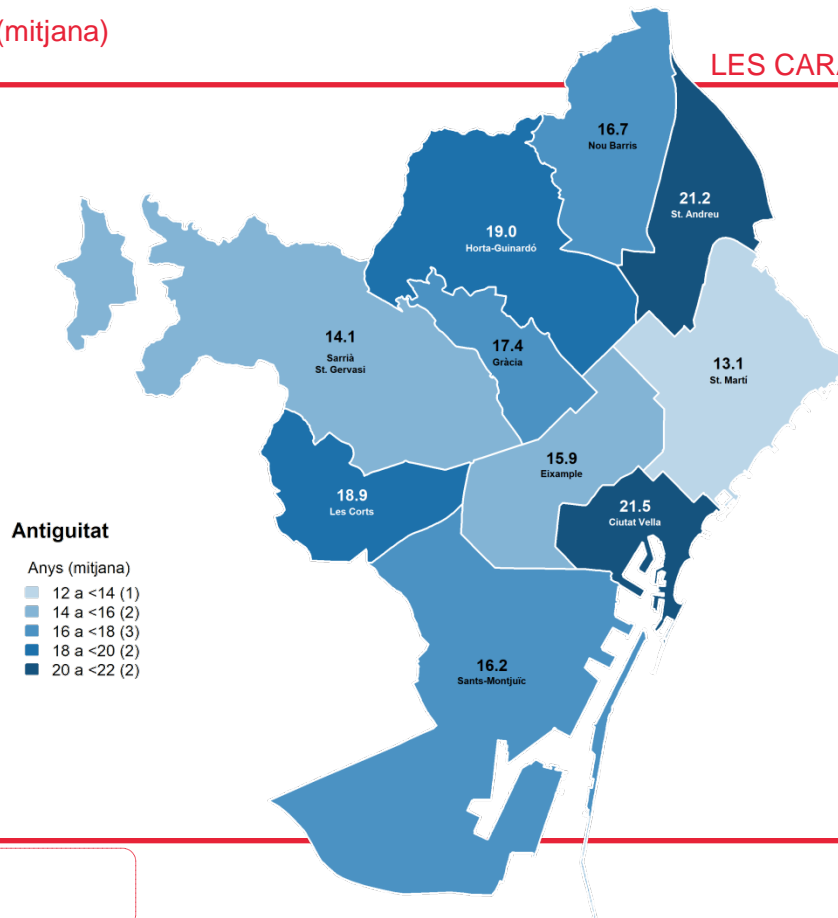 (mitjana)
LES CARA
16.7
Nou Barris
21.2
St. Andreu
19.0
Horta-Guinardó
14.1
Sarrià
St. Gervasi
17.4
Gràcia
13.1
St. Martí
15.9
Eixample
18.9
Les Corts
21.5
Ciutat Vella
16.2
Sants-Montjuïc
Antiguitat
Anys (mitjana)
12 a <14 (1)
14 a <16 (2)
16 a <18 (3)
18 a <20 (2)
20 a <22 (2)